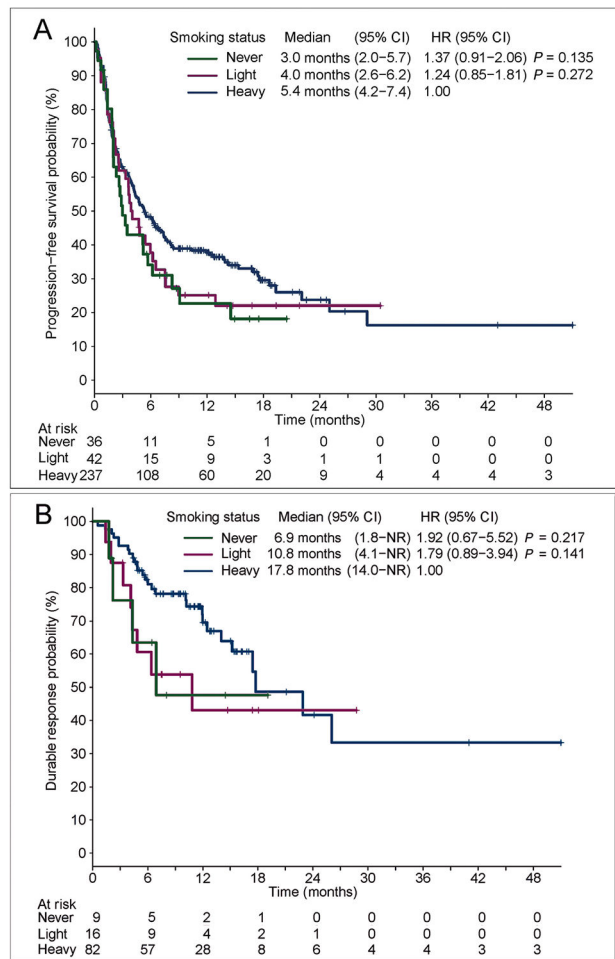 A
Smoking status Median (95% CI) HR (95% CI)
Never 3.0 months (2.0–5.7) 1.37 (0.91–2.06) P = 0.135
Light 4.0 months (2.6–6.2) 1.24 (0.85–1.81) P = 0.272
Heavy 5.4 months (4.2–7.4) 1.00
Progression–free survival probability (%)
100
90
80
70
60
50
40
30
20
10
0
0 6 12 18 24 30 36 42 48
Time (months)
At risk
Never 36 11 5 1 0 0 0 0 0
Light 42 15 9 3 1 1 0 0 0
Heavy 237 108 60 20 9 4 4 4 3
B
Smoking status Median (95% CI) HR (95% CI)
Never 6.9 months (1.8–NR) 1.92 (0.67–5.52) P = 0.217
Light 10.8 months (4.1–NR) 1.79 (0.89–3.94) P = 0.141
Heavy 17.8 months (14.0–NR) 1.00
Durable response probability (%)
100
90
80
70
60
50
40
30
20
10
0
0 6 12 18 24 30 36 42 48
Time (months)
At risk
Never 9 5 2 1 0 0 0 0 0
Light 16 9 4 2 1 0 0 0 0
Heavy 82 57 28 8 6 4 4 3 3